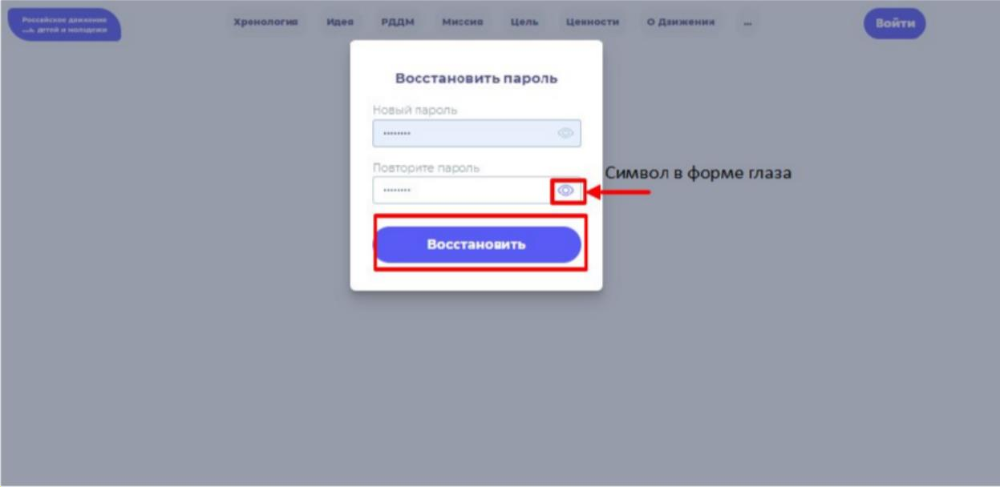 Российское движение
детей и молодежи
Хронология Идея РДДМ Миссия Цель Ценности О Движении ...
Войти
Восстановить пароль
Новый пароль
........
Повторите пароль
........
Символ в форме глаза
Восстановить